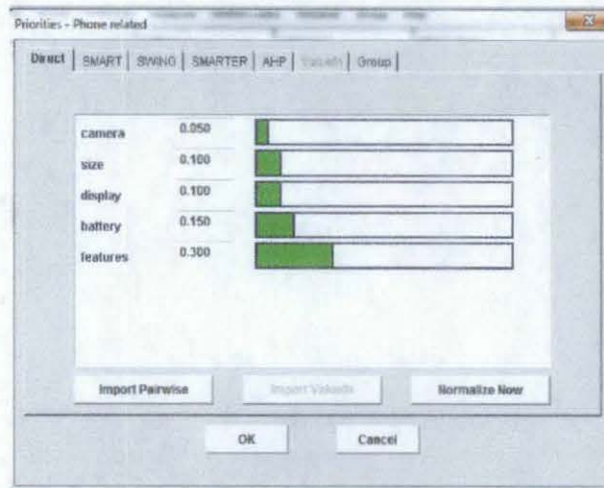 Priorities - Phone related
Direct SMART SWING SMARTER AHP Group
camera 0.050
size 0.100
display 0.100
battery 0.150
features 0.300
Import Pairwise Import Normalize Now
OK Cancel